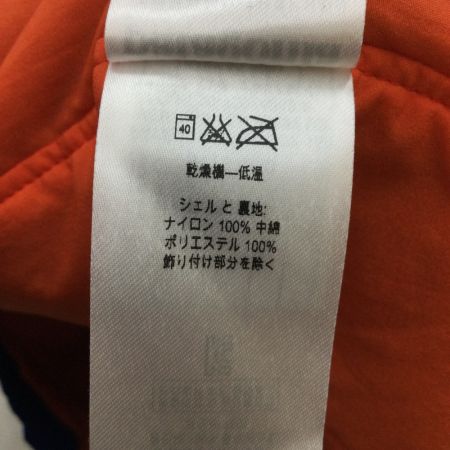 40
乾燥機—低温
シェル と 裏地:
ナイロン 100% 中綿
ポリエステル 100%
飾り付け部分を除く